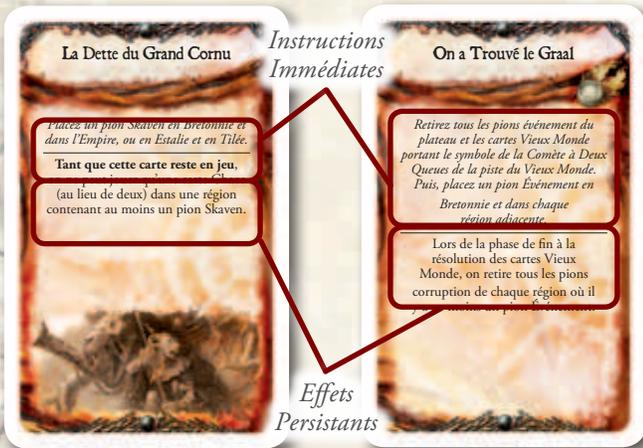 La Dette du Grand Cornu
Placez un pion Skaven en Bretonnie et
dans l'Empire, ou en Estalie et en Tilée.
Tant que cette carte reste en jeu,
(au lieu de deux) dans une région
contenant au moins un pion Skaven.
Instructions
Immédiates
On a Trouvé le Graal
Retirez tous les pions événement du
plateau et les cartes Vieux Monde
portant le symbole de la Comète à Deux
Queues de la piste du Vieux Monde.
Puis, placez un pion Événement en
Bretonnie et dans chaque
région adjacente.
Lors de la phase de fin à la
résolution des cartes Vieux
Monde, on retire tous les pions
corruption de chaque région où il
Effets
Persistants